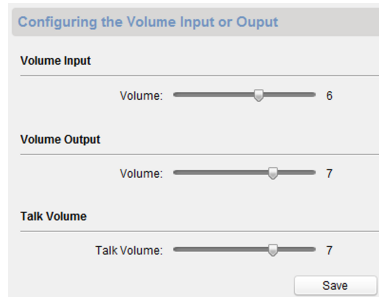 Configuring the Volume Input or Ouput
Volume Input
Volume: 6
Volume Output
Volume: 7
Talk Volume
Talk Volume: 7
Save